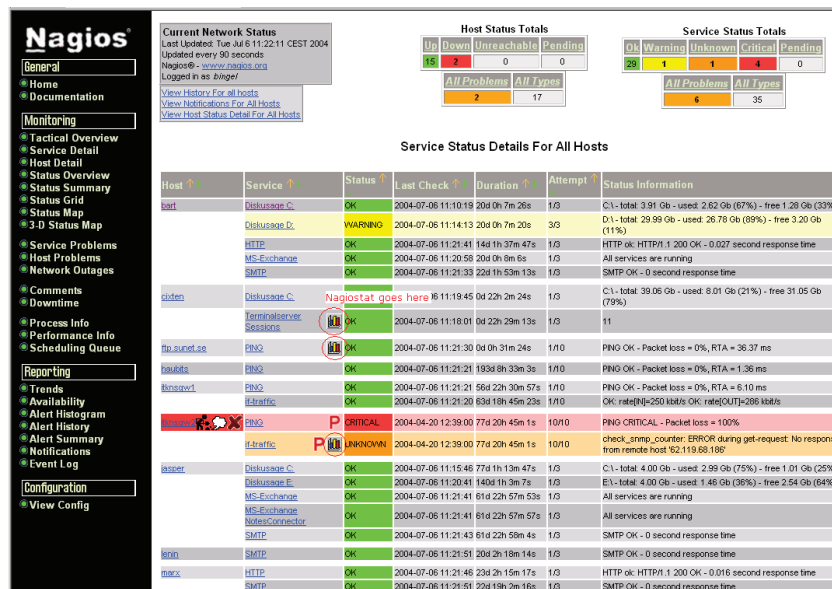 Nagios®
General
Home
Documentation
Monitoring
Tactical Overview
Service Detail
Host Detail
Status Overview
Status Summary
Status Grid
Status Map
3-D Status Map
Service Problems
Host Problems
Network Outages
Comments
Downtime
Process Info
Performance Info
Scheduling Queue
Reporting
Trends
Availability
Alert Histogram
Alert History
Alert Summary
Notifications
Event Log
Configuration
View Config
Current Network Status
Last Updated: Tue Jul 6 11:22:11 CEST 2004
Updated every 90 seconds
Nagios® - www.nagios.org
Logged in as bingel
View History For all hosts
View Notifications For All Hosts
View Host Status Detail For All Hosts
Host Status Totals
Up Down Unreachable Pending
15 2 0 0
All Problems All Types
2 17
Service Status Totals
Ok Warning Unknown Critical Pending
29 1 1 4 0
All Problems All Types
6 35
Service Status Details For All Hosts
Host Service Status Last Check Duration Attempt Status Information
bart Diskusage C: OK 2004-07-06 11:10:19 20d 0h 7m 26s 1/3 C:\ - total: 3.91 Gb - used: 2.62 Gb (67%) - free 1.28 Gb (33%
Diskusage D: WARNING 2004-07-06 11:14:13 20d 0h 7m 20s 3/3 D:\ - total: 29.99 Gb - used: 26.78 Gb (89%) - free 3.20 Gb
(11%)
HTTP OK 2004-07-06 11:21:41 14d 1h 37m 47s 1/3 HTTP ok: HTTP/1.1 200 OK - 0.027 second response time
MS-Exchange OK 2004-07-06 11:20:58 20d 0h 8m 6s 1/3 All services are running
SMTP OK 2004-07-06 11:21:33 22d 1h 53m 13s 1/3 SMTP OK - 0 second response time
cixten Diskusage C: Nagiostat goes here 6 11:19:45 0d 22h 2m 24s 1/3 C:\ - total: 39.06 Gb - used: 8.01 Gb (21%) - free 31.05 Gb
(79%)
Terminalserver
Sessions OK 2004-07-06 11:18:01 0d 22h 29m 13s 1/3 11
ftp.sunet.se PING OK 2004-07-06 11:21:30 0d 0h 31m 24s 1/10 PING OK - Packet loss = 0%, RTA = 36.37 ms
haubits PING OK 2004-07-06 11:21:21 193d 8h 33m 3s 1/10 PING OK - Packet loss = 0%, RTA = 1.36 ms
itknsgw1 PING OK 2004-07-06 11:21:21 56d 22h 30m 57s 1/10 PING OK - Packet loss = 0%, RTA = 6.10 ms
if-traffic OK 2004-07-06 11:21:20 63d 18h 45m 23s 1/10 OK: rate[IN]=250 kbit/s OK: rate[OUT]=286 kbit/s
PING P CRITICAL 2004-04-20 12:39:00 77d 20h 45m 1s 10/10 PING CRITICAL - Packet loss = 100%
if-traffic P UNKNOWN 2004-04-20 12:39:00 77d 20h 45m 1s 10/10 check_snmp_counter: ERROR during get-request: No respons
from remote host '62.119.68.186'
jasper Diskusage C: OK 2004-07-06 11:15:46 77d 1h 13m 47s 1/3 C:\ - total: 4.00 Gb - used: 2.99 Gb (75%) - free 1.01 Gb (25%
Diskusage E: OK 2004-07-06 11:20:41 140d 1h 3m 7s 1/3 E:\ - total: 4.00 Gb - used: 1.46 Gb (36%) - free 2.54 Gb (64%
MS-Exchange OK 2004-07-06 11:21:41 61d 22h 57m 53s 1/3 All services are running
MS-Exchange
NotesConnector OK 2004-07-06 11:21:41 61d 22h 57m 57s 1/3 All services are running
SMTP OK 2004-07-06 11:21:43 61d 22h 58m 4s 1/3 SMTP OK - 0 second response time
lenin SMTP OK 2004-07-06 11:21:51 20d 2h 18m 14s 1/3 SMTP OK - 0 second response time
marx HTTP OK 2004-07-06 11:21:46 23d 2h 15m 17s 1/3 HTTP ok: HTTP/1.1 200 OK - 0.016 second response time
SMTP OK 2004-07-06 11:21:51 22d 19h 2m 16s 1/3 SMTP OK - 0 second response time